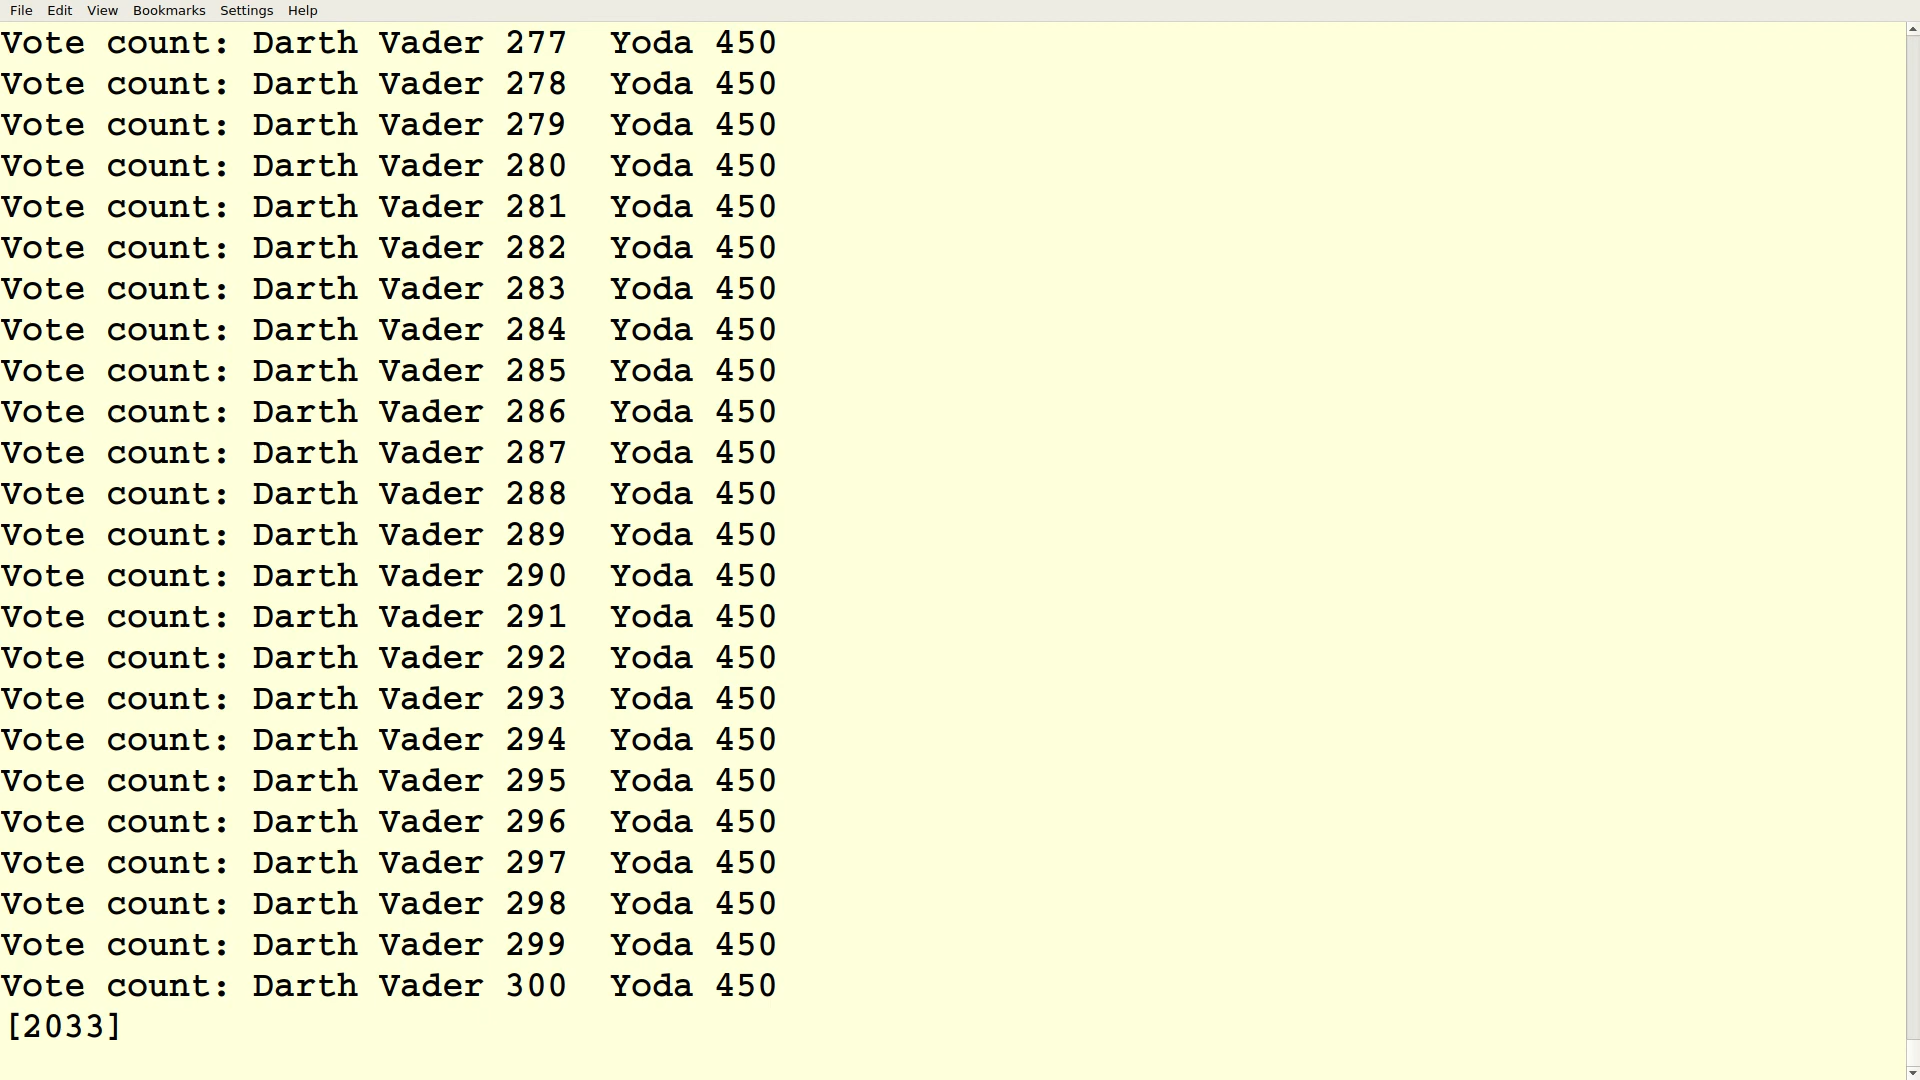 File Edit View Bookmarks Settings Help
Vote count: Darth Vader 277  Yoda 450
Vote count: Darth Vader 278  Yoda 450
Vote count: Darth Vader 279  Yoda 450
Vote count: Darth Vader 280  Yoda 450
Vote count: Darth Vader 281  Yoda 450
Vote count: Darth Vader 282  Yoda 450
Vote count: Darth Vader 283  Yoda 450
Vote count: Darth Vader 284  Yoda 450
Vote count: Darth Vader 285  Yoda 450
Vote count: Darth Vader 286  Yoda 450
Vote count: Darth Vader 287  Yoda 450
Vote count: Darth Vader 288  Yoda 450
Vote count: Darth Vader 289  Yoda 450
Vote count: Darth Vader 290  Yoda 450
Vote count: Darth Vader 291  Yoda 450
Vote count: Darth Vader 292  Yoda 450
Vote count: Darth Vader 293  Yoda 450
Vote count: Darth Vader 294  Yoda 450
Vote count: Darth Vader 295  Yoda 450
Vote count: Darth Vader 296  Yoda 450
Vote count: Darth Vader 297  Yoda 450
Vote count: Darth Vader 298  Yoda 450
Vote count: Darth Vader 299  Yoda 450
Vote count: Darth Vader 300  Yoda 450
[2033]